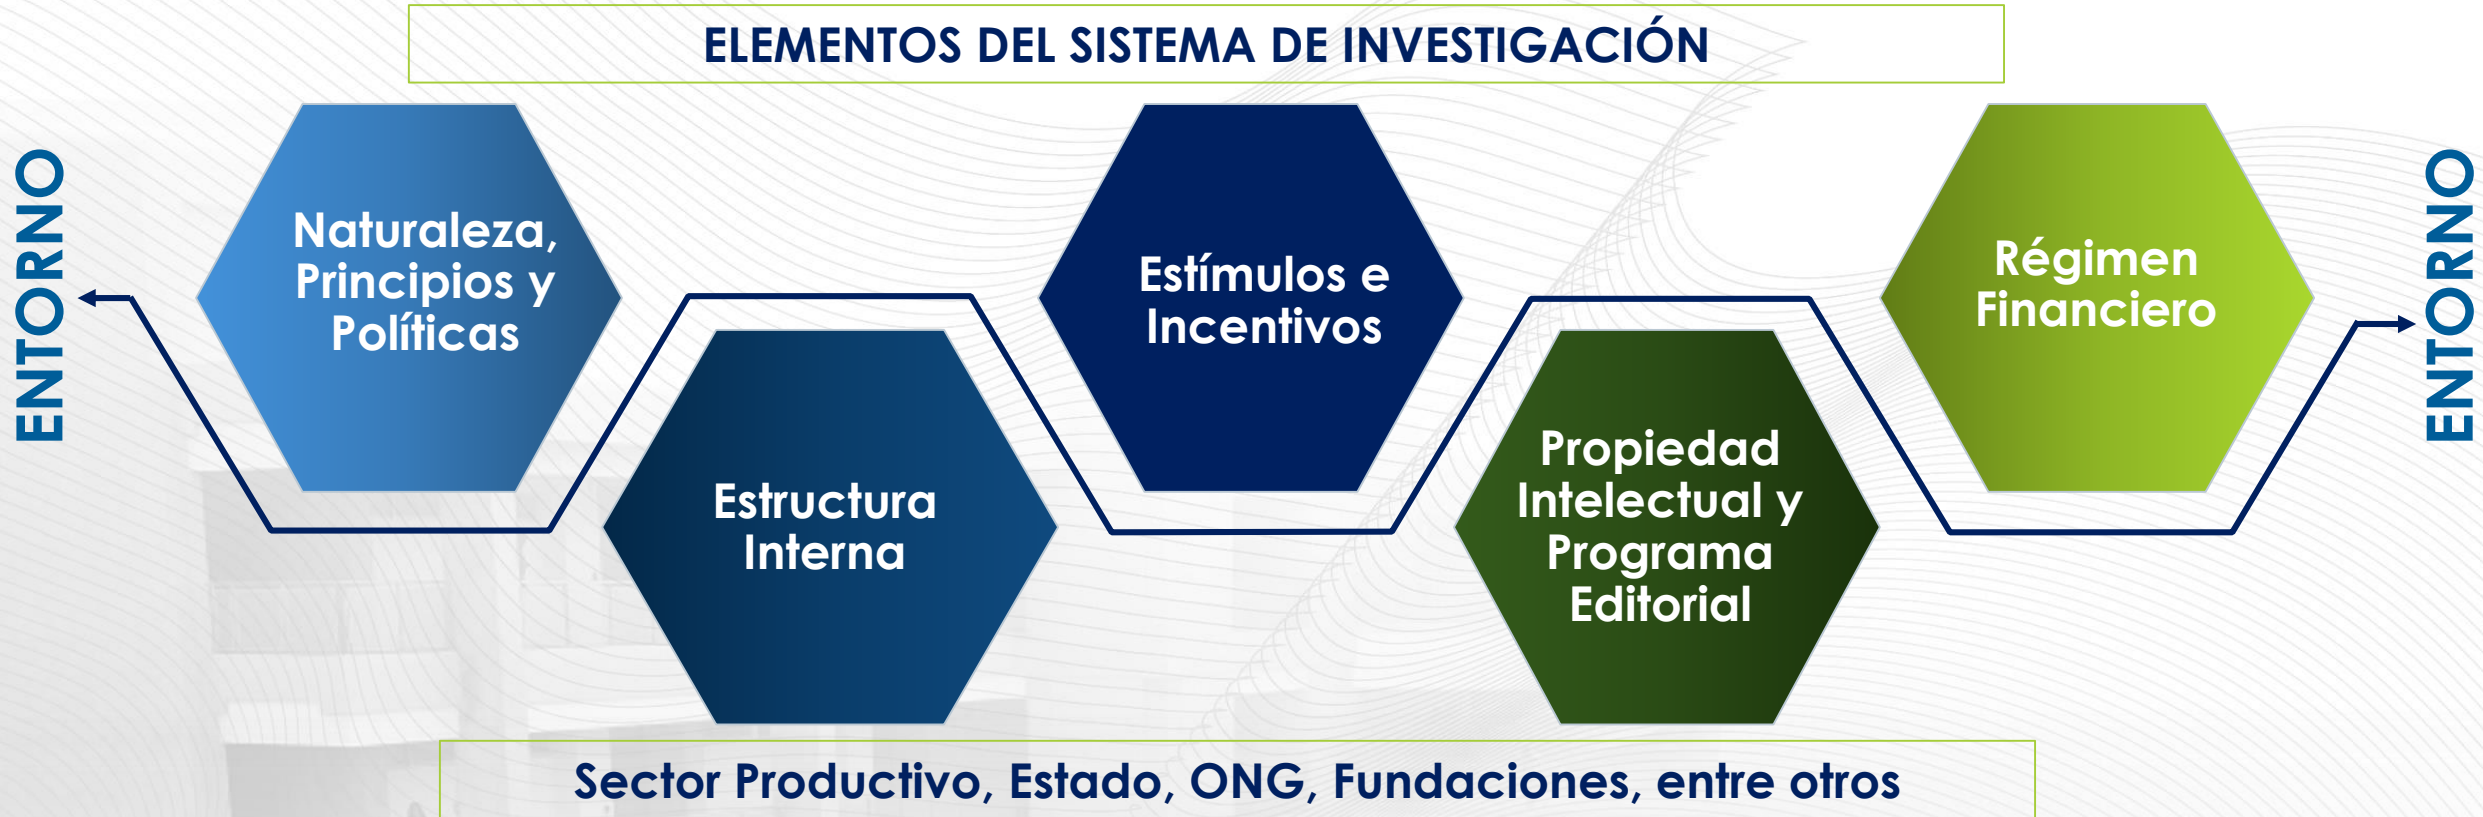 ELEMENTOS DEL SISTEMA DE INVESTIGACIÓN
ENTORNO
Naturaleza,
Principios y
Políticas
Estructura
Interna
Estímulos e
Incentivos
Propiedad
Intelectual y
Programa
Editorial
Régimen
Financiero
ENTORNO
Sector Productivo, Estado, ONG, Fundaciones, entre otros